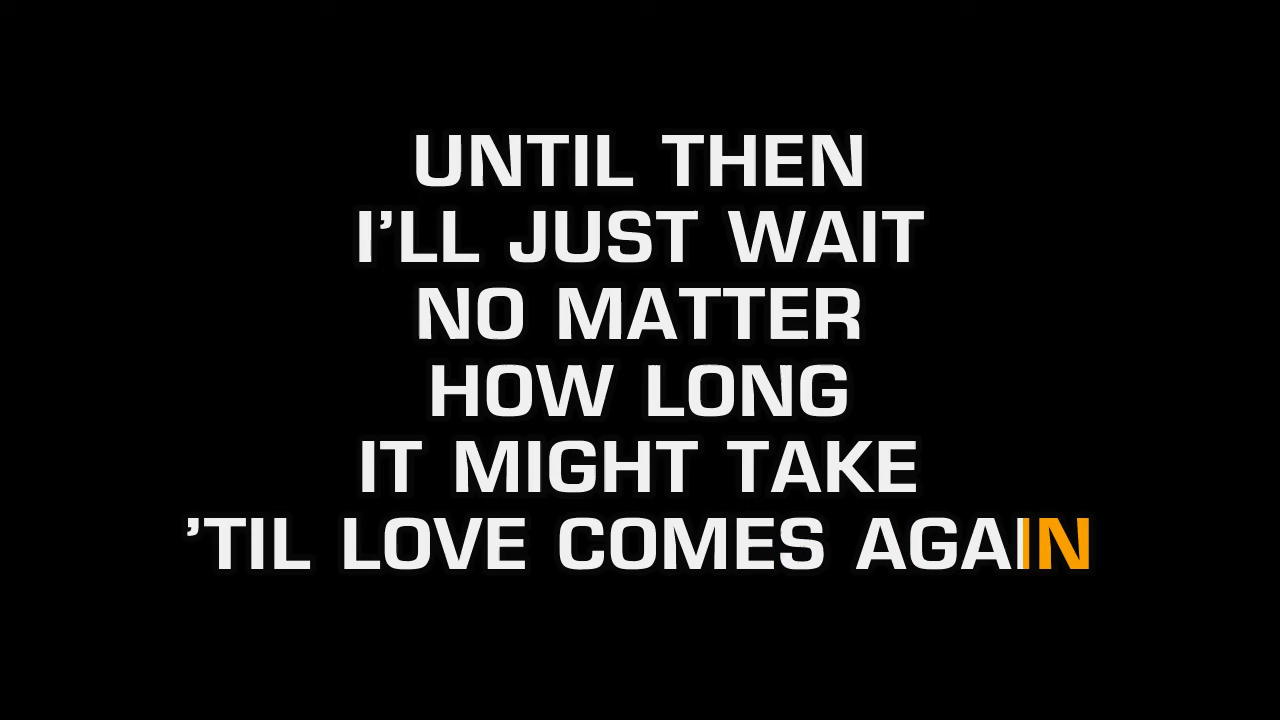 UNTIL THEN
I’LL JUST WAIT
NO MATTER
HOW LONG
IT MIGHT TAKE
’TIL LOVE COMES AGAIN